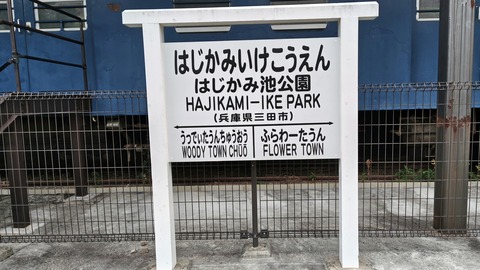 はじかみいけこうえん
はじかみ池公園
HAJIKAMI-IKE PARK
(兵庫県三田市)
うっでぃたうんちゅうおう ふらわーたうん
WOODY TOWN CHŪŌ FLOWER TOWN